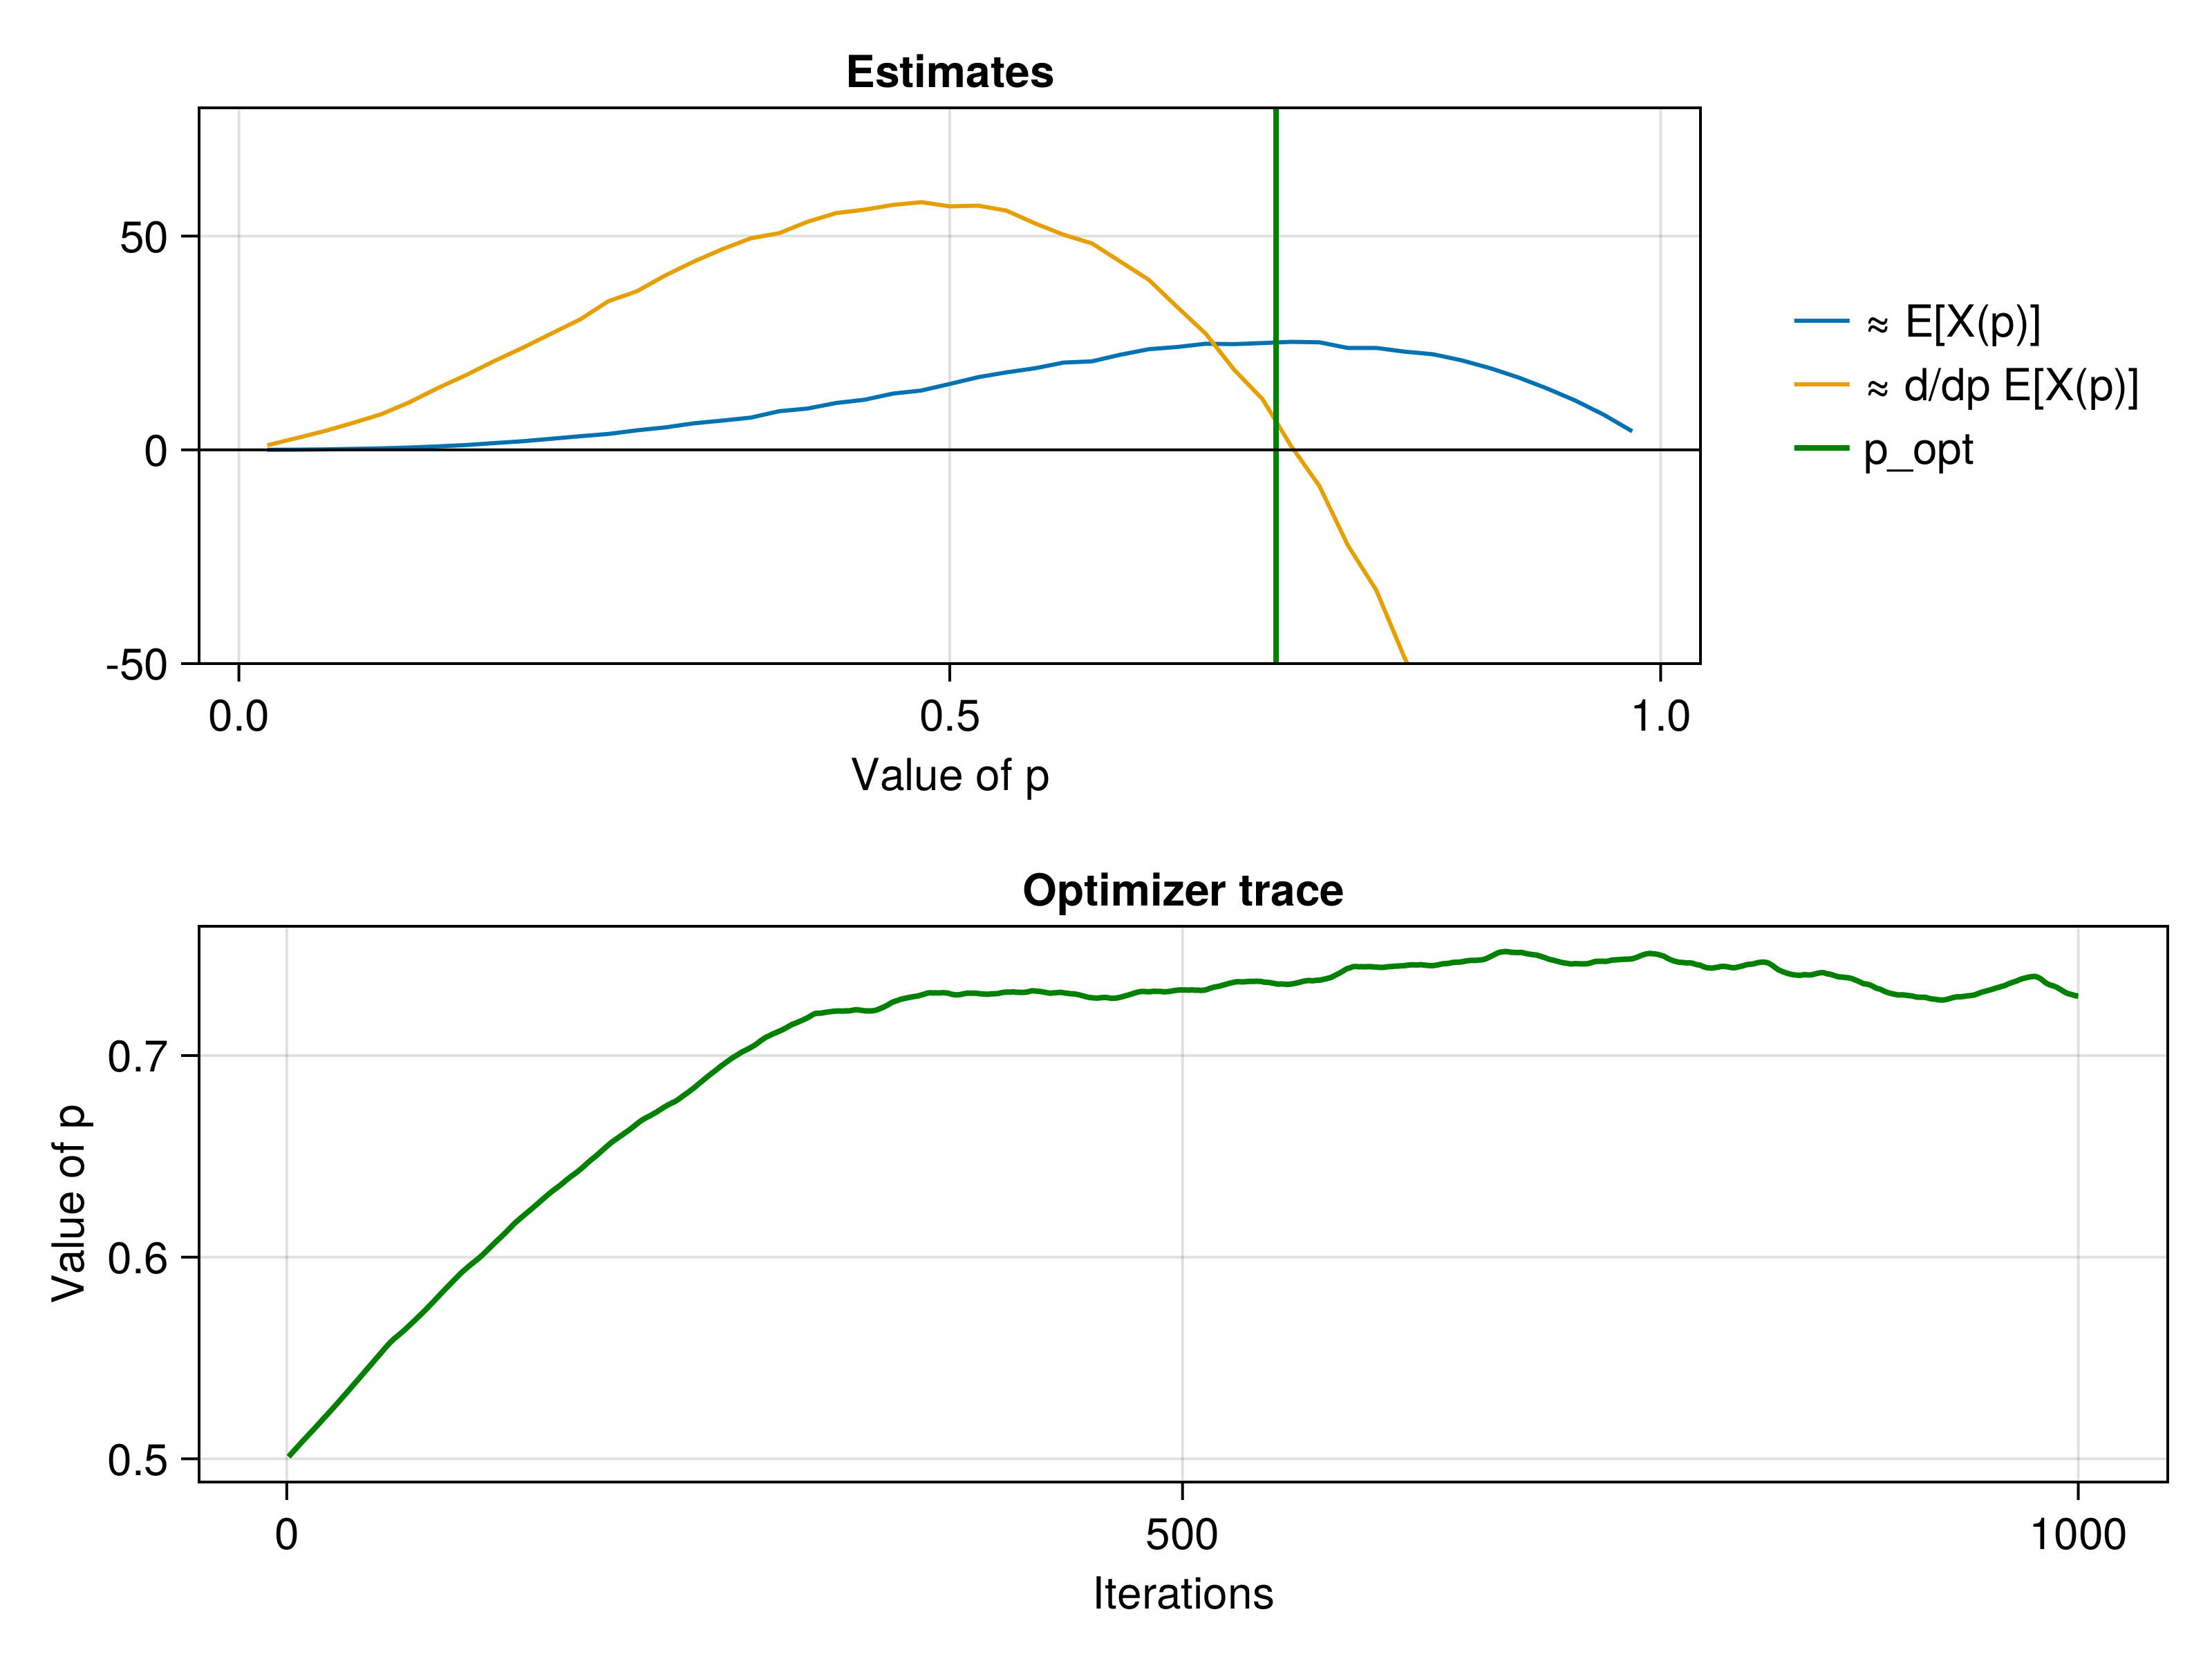 Estimates
50
0
-50
0.0 0.5 1.0
Value of p
≈ E[X(p)]
≈ d/dp E[X(p)]
p_opt
Optimizer trace
Value of p
0.7
0.6
0.5
0 500 1000
Iterations